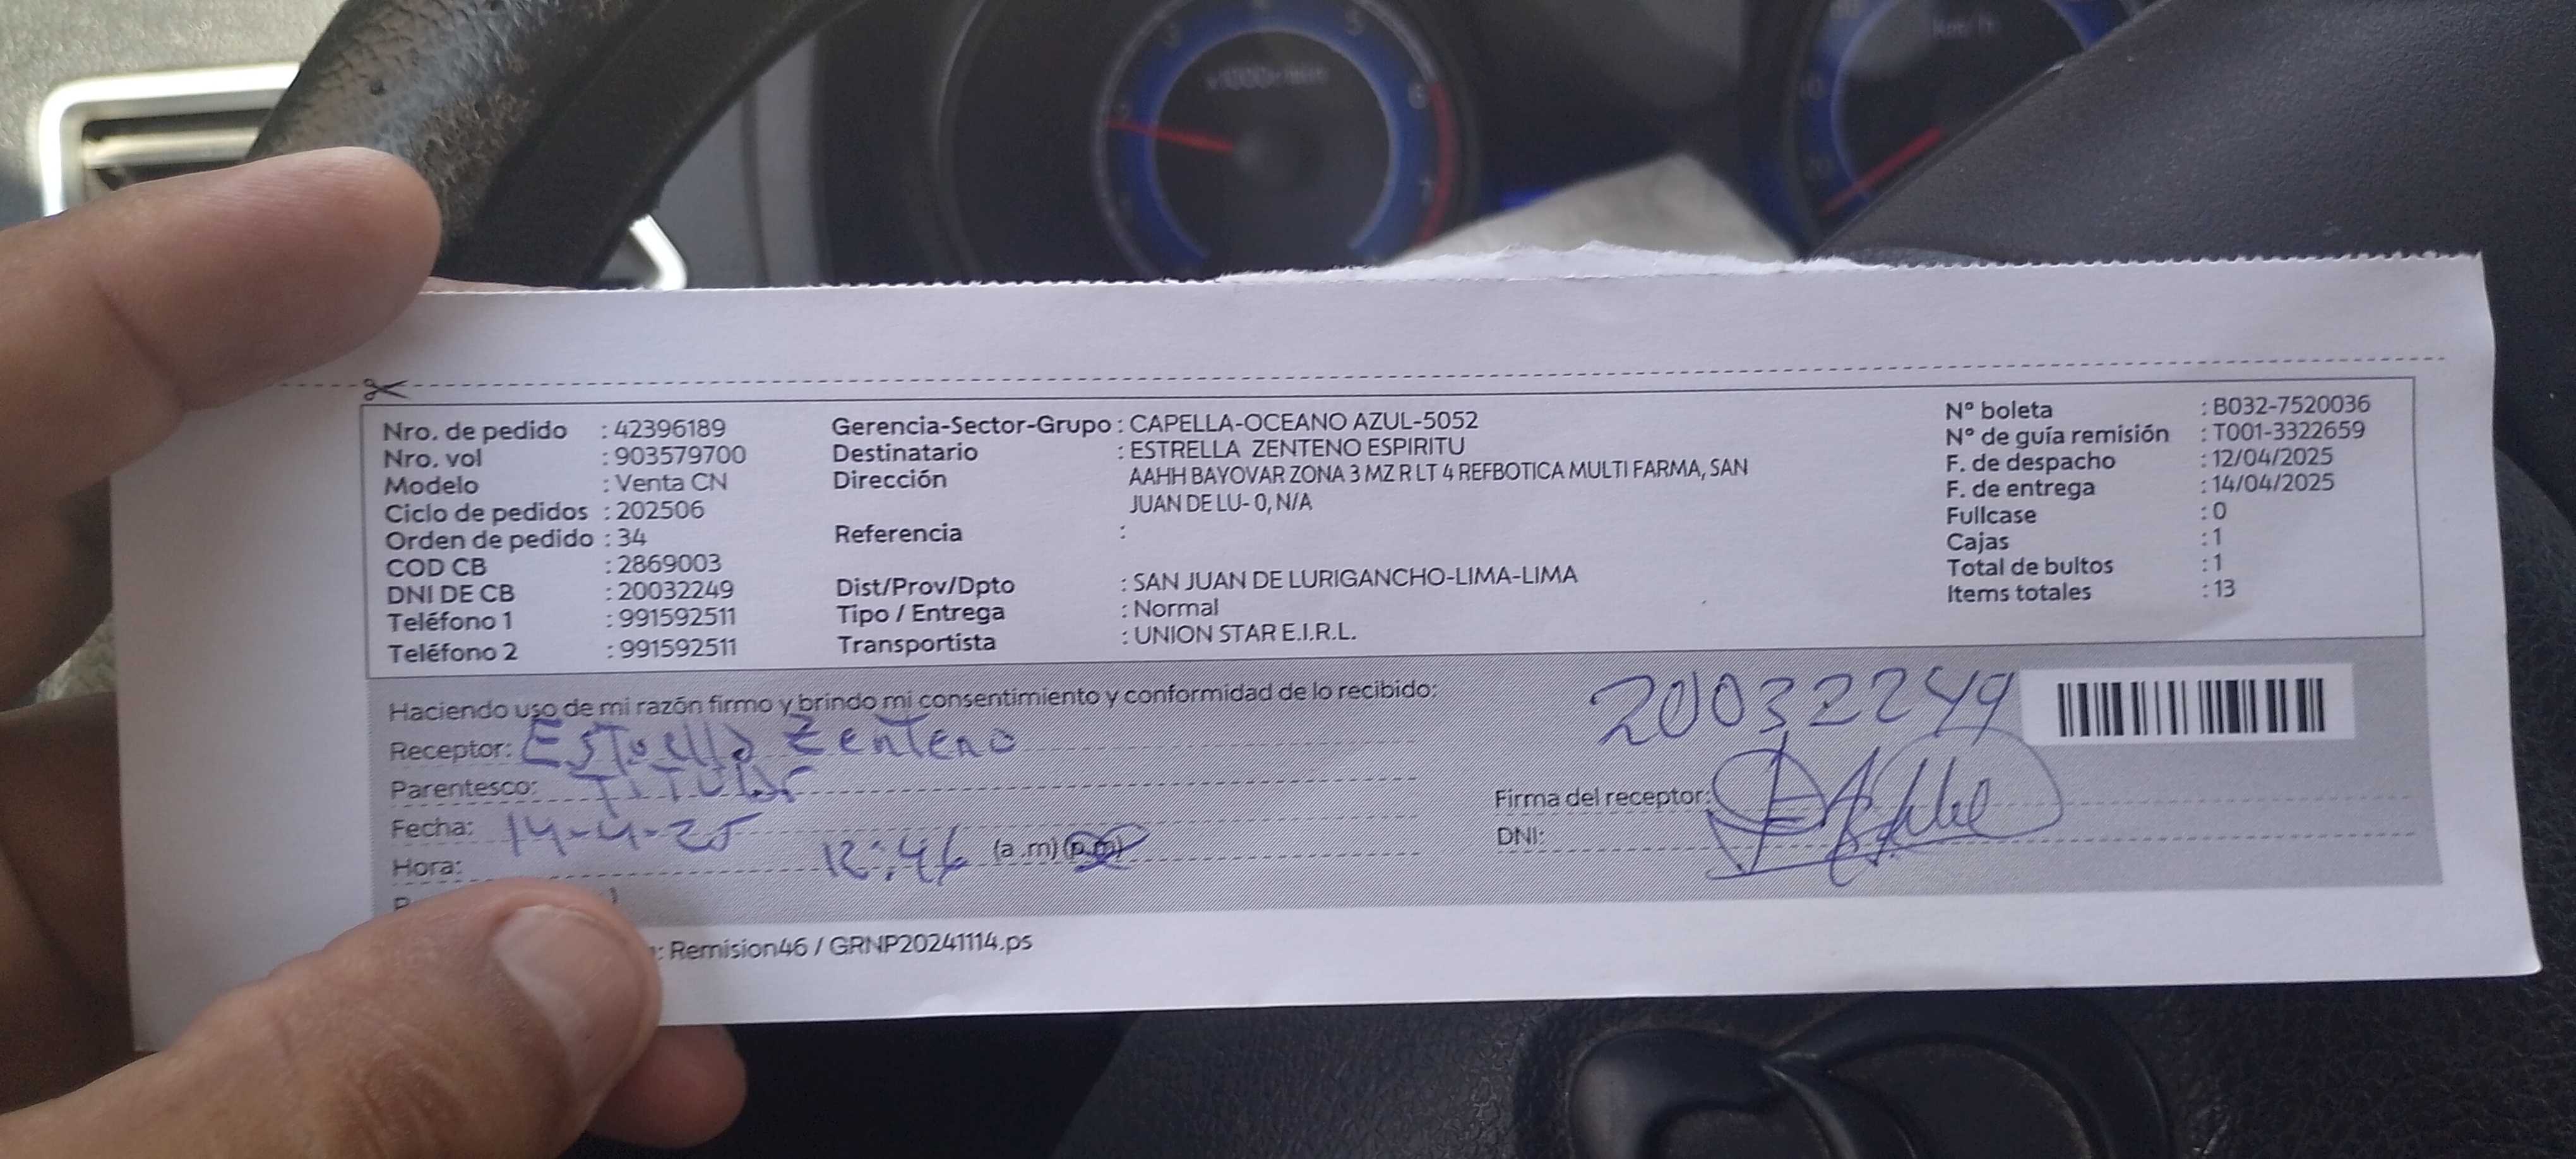 Nro. de pedido : 42396189
Nro. vol : 903579700
Modelo : Venta CN
Ciclo de pedidos : 202506
Orden de pedido : 34
COD CB : 2869003
DNI DE CB : 20032249
Teléfono 1 : 991592511
Teléfono 2 : 991592511
Gerencia-Sector-Grupo : CAPELLA-OCEANO AZUL-5052
Destinatario : ESTRELLA ZENTENO ESPIRITU
Dirección AAHH BAYOVAR ZONA 3 MZ R LT 4 REFBOTICA MULTI FARMA, SAN
JUAN DE LU- 0, N/A
Referencia :
Dist/Prov/Dpto : SAN JUAN DE LURIGANCHO-LIMA-LIMA
Tipo / Entrega : Normal
Transportista : UNION STAR E.I.R.L.
N° boleta : B032-7520036
N° de guía remisión : T001-3322659
F. de despacho : 12/04/2025
F. de entrega : 14/04/2025
Fullcase : 0
Cajas : 1
Total de bultos : 1
Items totales : 13
Haciendo uso de mi razón firmo y brindo mi consentimiento y conformidad de lo recibido:
Receptor: Estrella Zenteno
Parentesco: TITULAR
Fecha: 14-4-25
Hora: 12:46 (a .m) (p.m)
20032249
Firma del receptor:
DNI:
: Remision46 / GRNP20241114.ps
x1000r/min
km/h